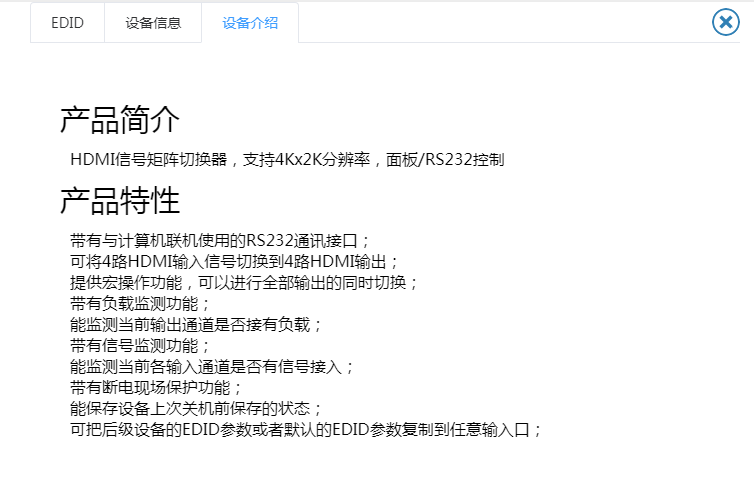 EDID
设备信息
设备介绍
产品简介
HDMI信号矩阵切换器，支持4Kx2K分辨率，面板/RS232控制
产品特性
带有与计算机联机使用的RS232通讯接口；
可将4路HDMI输入信号切换到4路HDMI输出；
提供宏操作功能，可以进行全部输出的同时切换；
带有负载监测功能；
能监测当前输出通道是否接有负载；
带有信号监测功能；
能监测当前各输入通道是否有信号接入；
带有断电现场保护功能；
能保存设备上次关机前保存的状态；
可把后级设备的EDID参数或者默认的EDID参数复制到任意输入口；